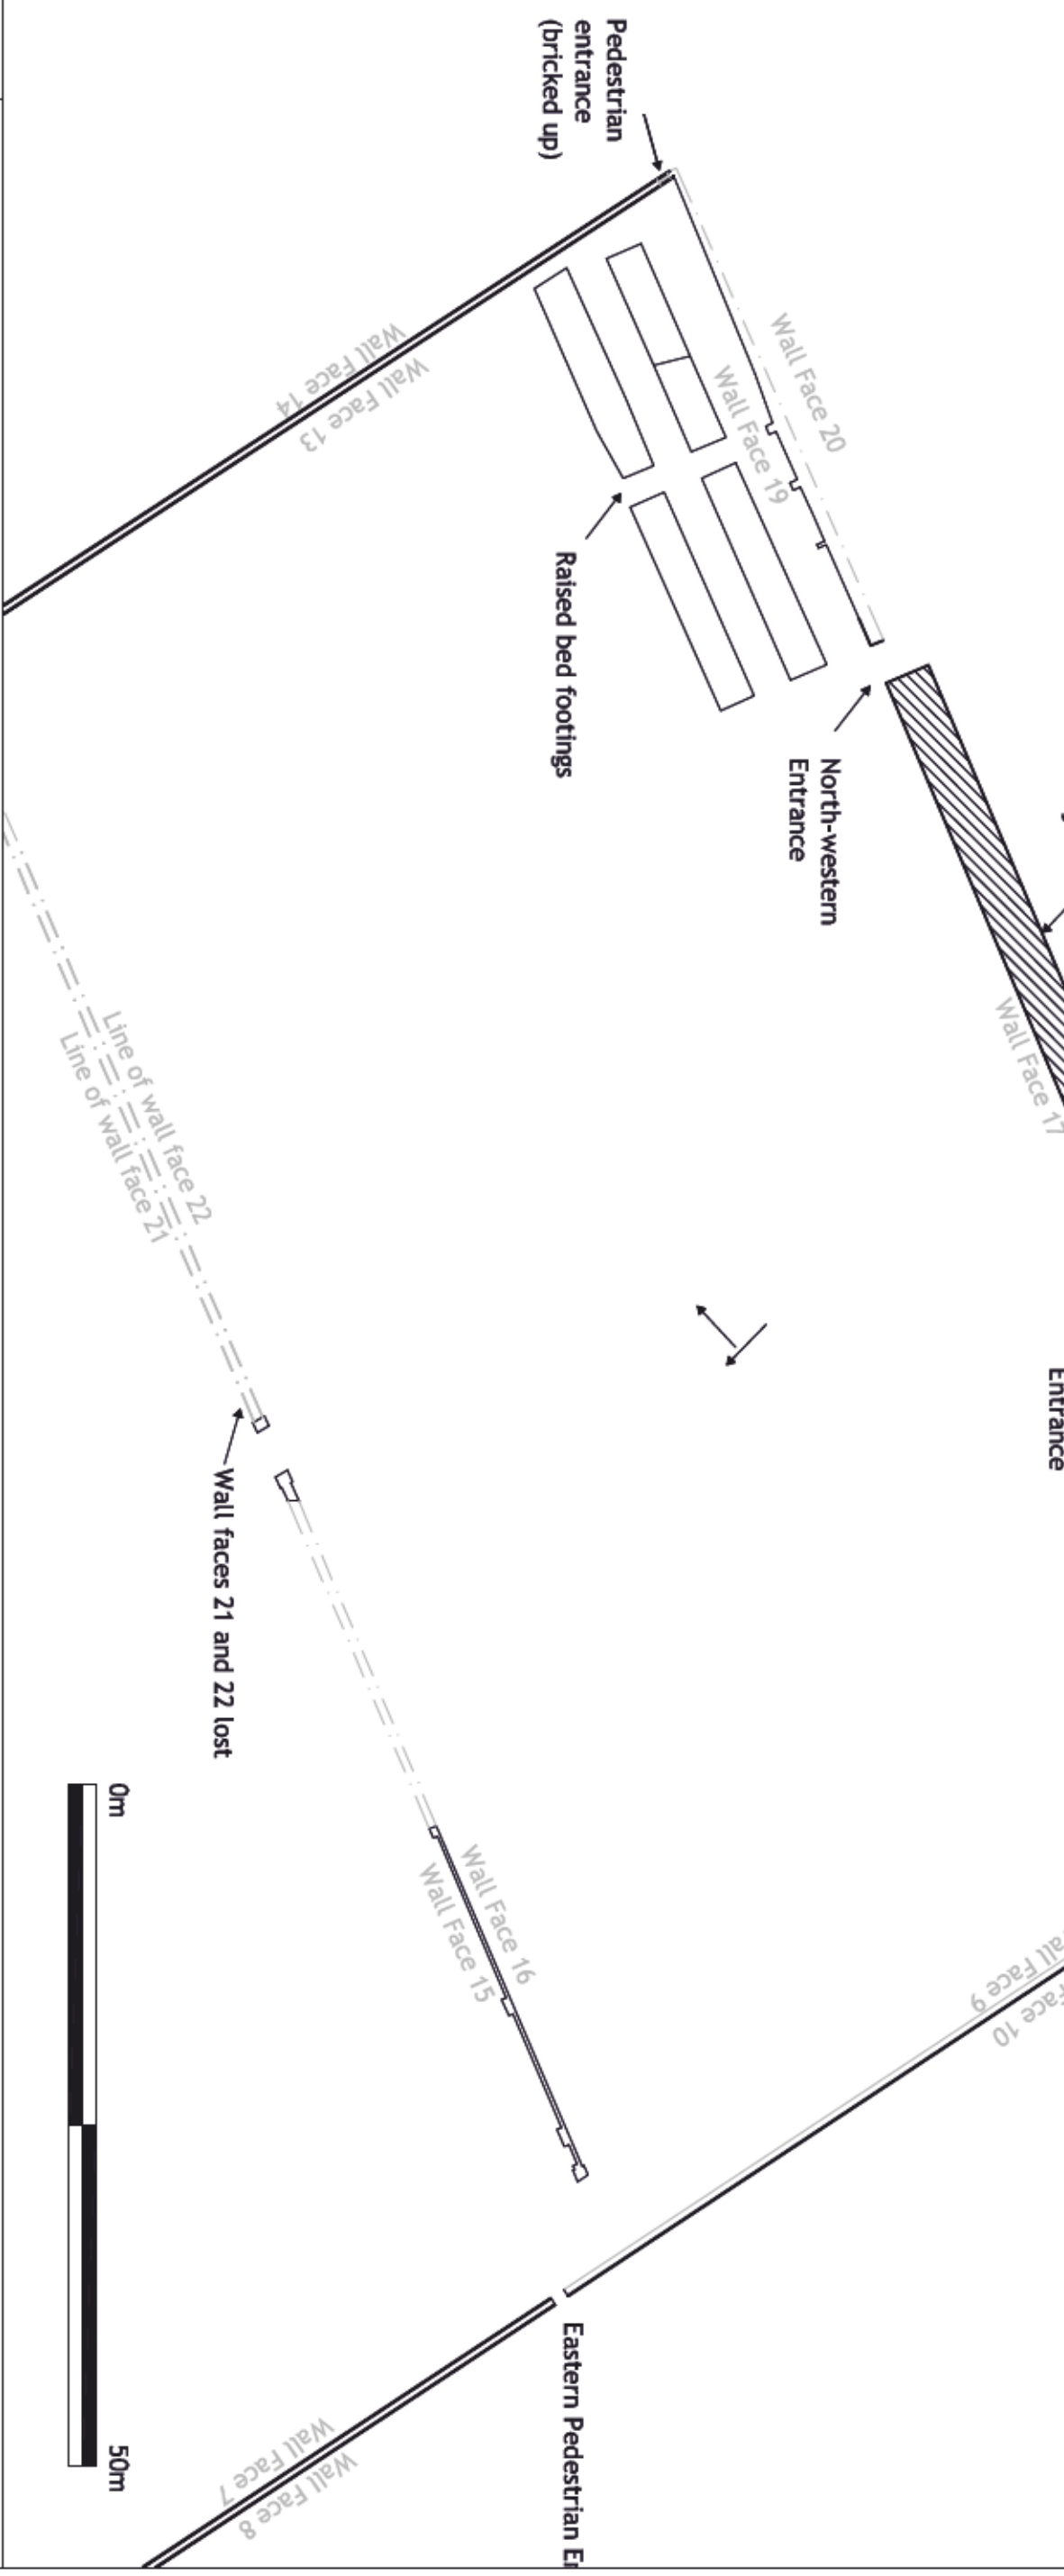 Pedestrian
entrance
(bricked up)
Wall Face 20
Wall Face 19
Wall Face 14
Wall Face 13
Raised bed footings
North-western
Entrance
Wall Face 17
Entrance
Line of wall face 22
Line of wall face 21
Wall faces 21 and 22 lost
Wall Face 16
Wall Face 15
all Face 9
ace 10
0m
50m
Eastern Pedestrian
Wall Face 7
Wall Face 8